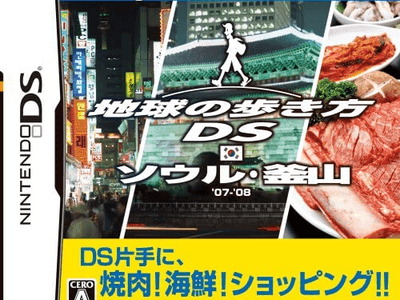 NINTENDO DS
地球の歩き方
DS
ソウル・釜山
'07-'08
DS片手に、
焼肉!海鮮!ショッピング!!
CERO
A